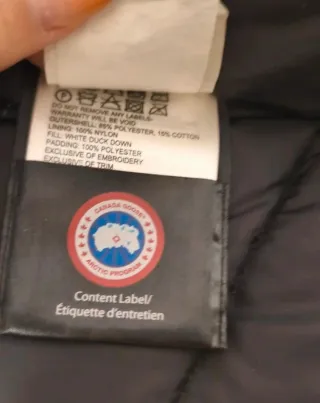 DO NOT REMOVE ANY LABELS-
WARRANTY WILL BE VOID
OUTERSHELL: 85% POLYESTER, 15% COTTON
LINING: 100% NYLON
FILL: WHITE DUCK DOWN
PADDING: 100% POLYESTER
EXCLUSIVE OF EMBROIDERY
EXCLUSIVE OF TRIM
CANADA GOOSE®
ARCTIC PROGRAM
Content Label/
Étiquette d'entretien